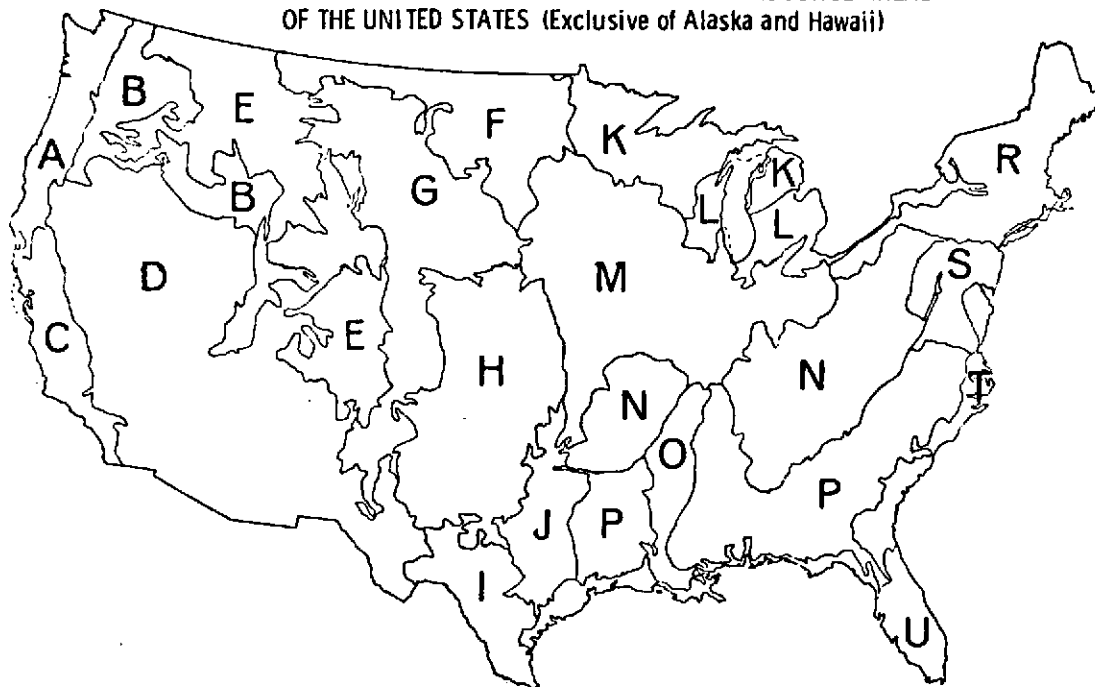 OF THE UNITED STATES (Exclusive of Alaska and Hawaii)
B
E
F
K
A
R
K
B
G
L
L
S
D
M
C
E
H
N
N
T
O
P
J
P
I
U